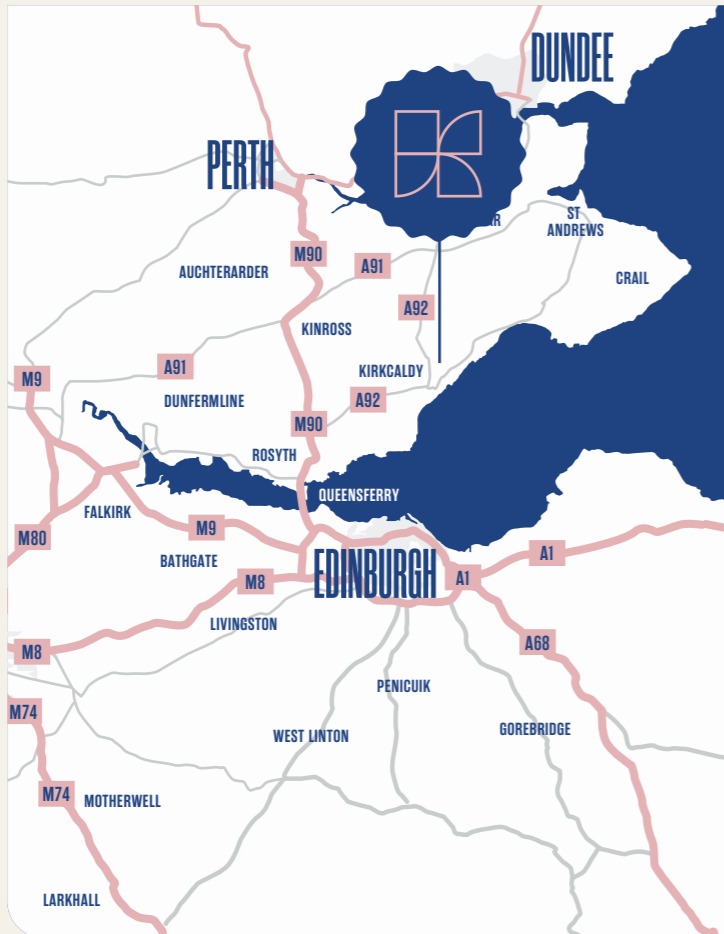 DUNDEE
PERTH
ST
ANDREWS
M90
A91
AUCHTERARDER
CRAIL
A92
KINROSS
A91
KIRKCALDY
M9
DUNFERMLINE
A92
M90
ROSYTH
QUEENSFERRY
FALKIRK
M9
M80
A1
BATHGATE
EDINBURGH
A1
M8
LIVINGSTON
A68
M8
PENICUIK
M74
GOREBRIDGE
WEST LINTON
M74
MOTHERWELL
LARKHALL